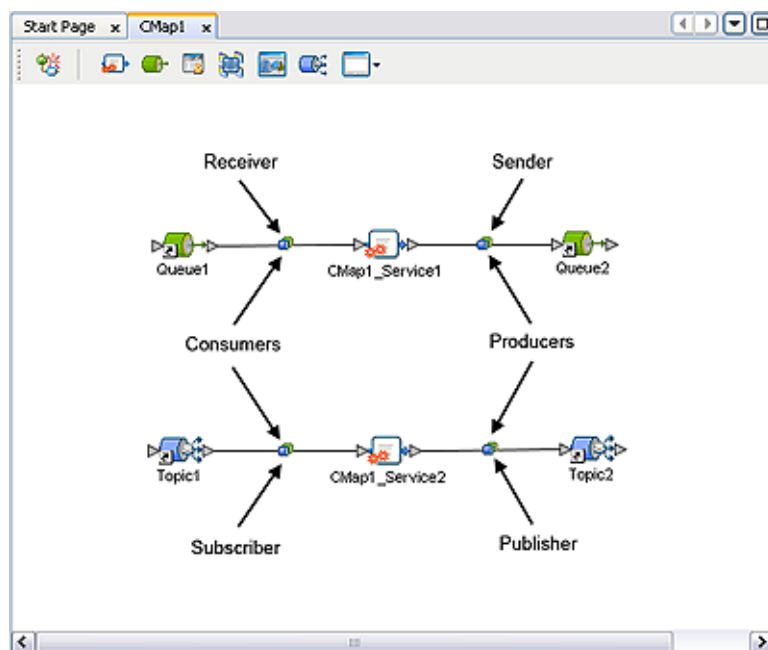 Start Page x CMap1 x
Receiver Sender
Queue1 CMap1_Service1 Queue2
Consumers Producers
Topic1 CMap1_Service2 Topic2
Subscriber Publisher